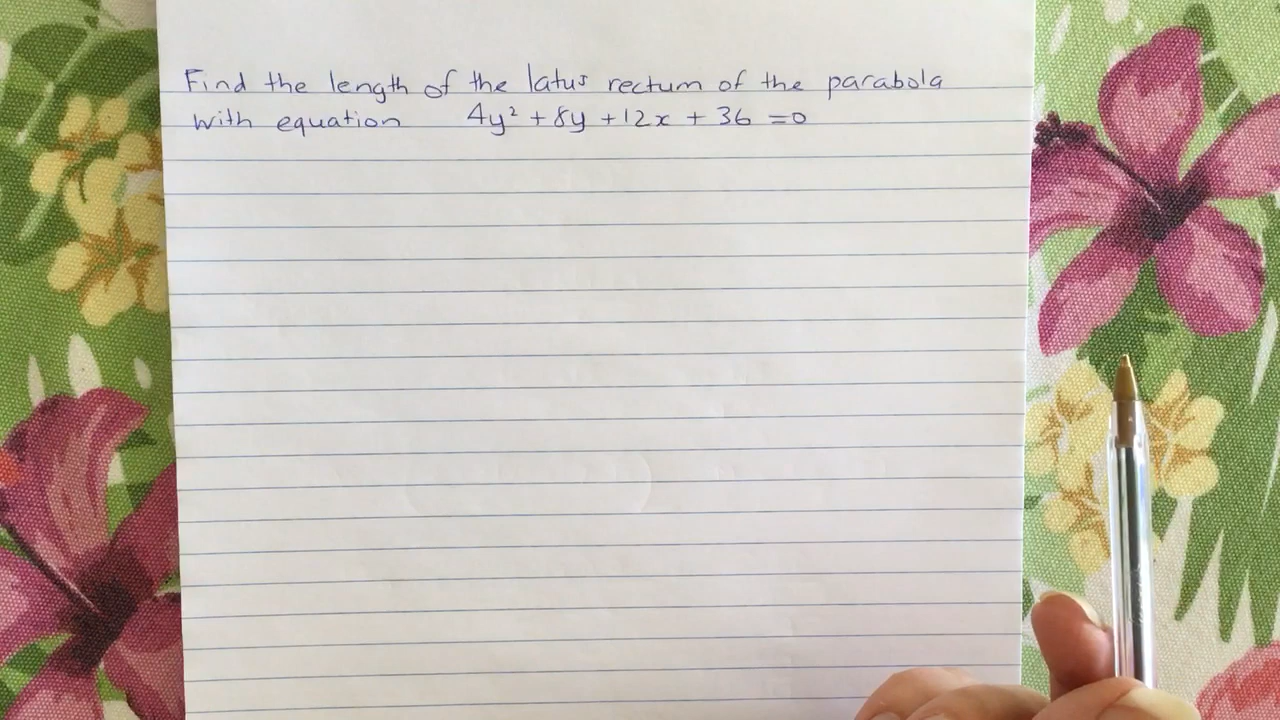 Find the length of the latus rectum of the parabola
with equation 4y² + 8y + 12x + 36 = 0